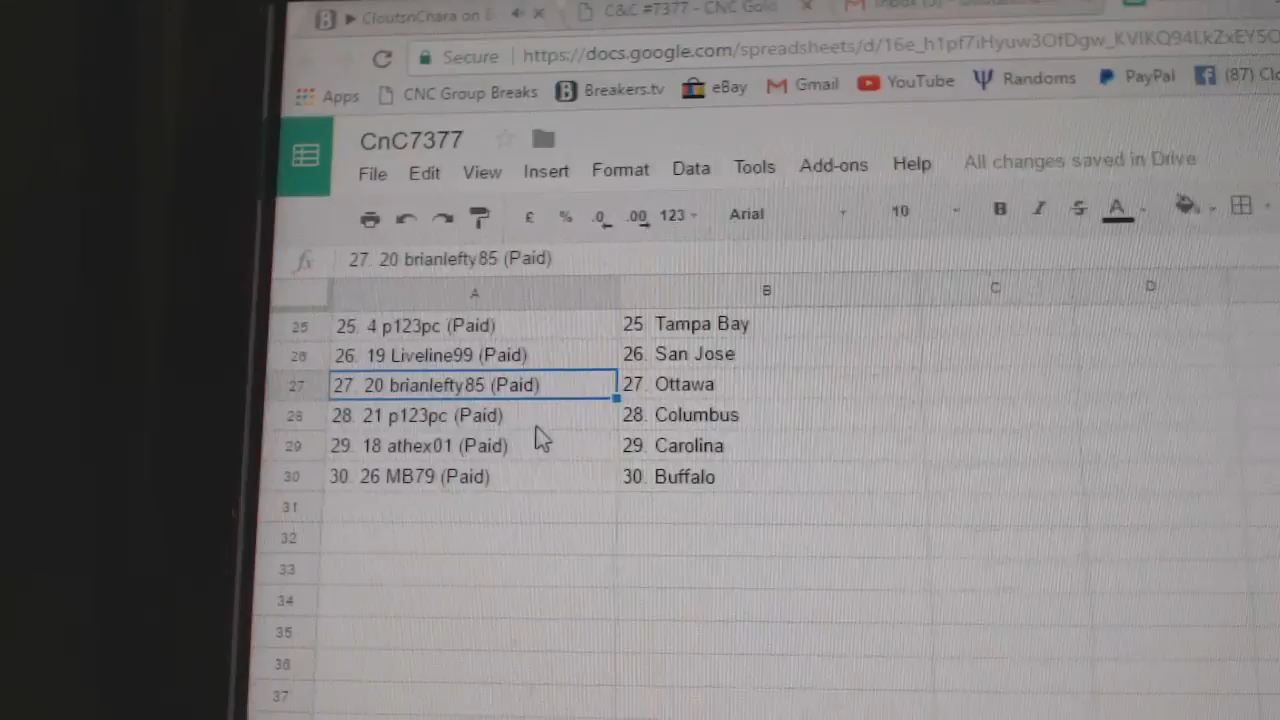 CloutsnChara on
C&C #7377 - CNC Gold
Secure https://docs.google.com/spreadsheets/d/
Apps CNC Group Breaks Breakers.tv eBay Gmail YouTube Randoms PayPal (87)
CnC7377
File Edit View Insert Format Data Tools Add-ons Help All changes saved in Drive
£ % .0 .00 123 Arial 10 B I S A
fx 27. 20 brianlefty85 (Paid)
A B C D
25 25. 4 p123pc (Paid) 25 Tampa Bay
26 26. 19 Liveline99 (Paid) 26. San Jose
27 27. 20 brianlefty85 (Paid) 27. Ottawa
28 28. 21 p123pc (Paid) 28. Columbus
29 29. 18 athex01 (Paid) 29. Carolina
30 30. 26 MB79 (Paid) 30. Buffalo
31
32
33
34
35
36
37